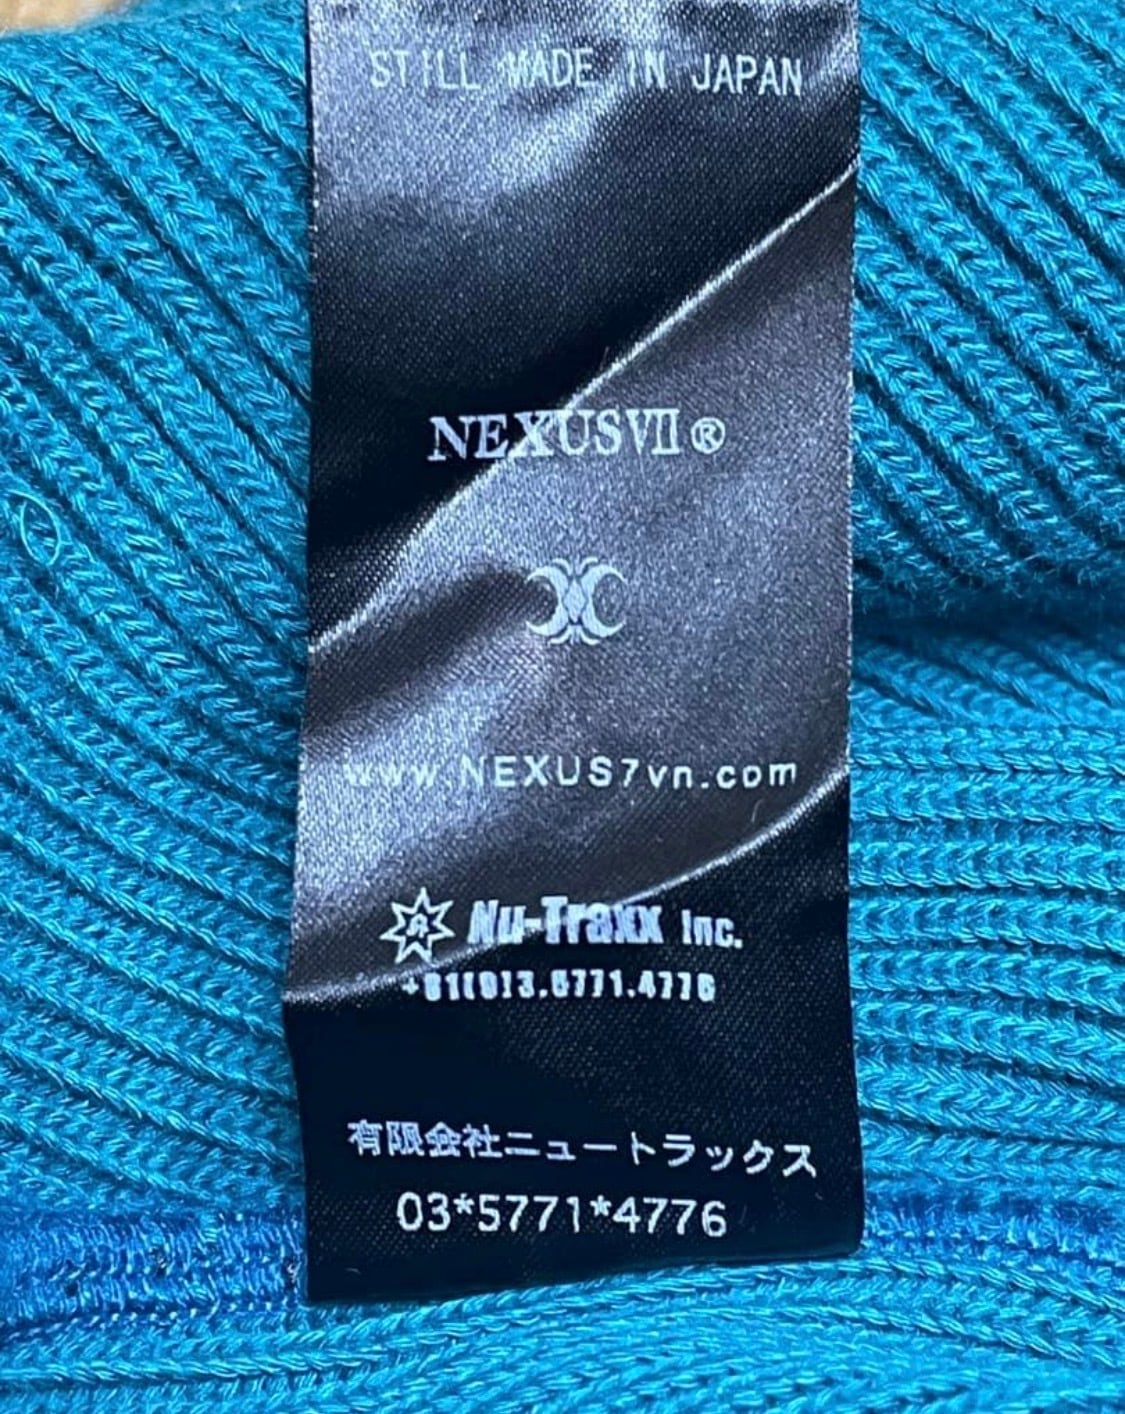 STILL MADE IN JAPAN
NEXUSVII®
www.NEXUS7vn.com
Nu-Traxx Inc.
+81(0)3.5771.4776
有限会社ニュートラックス
03*5771*4776